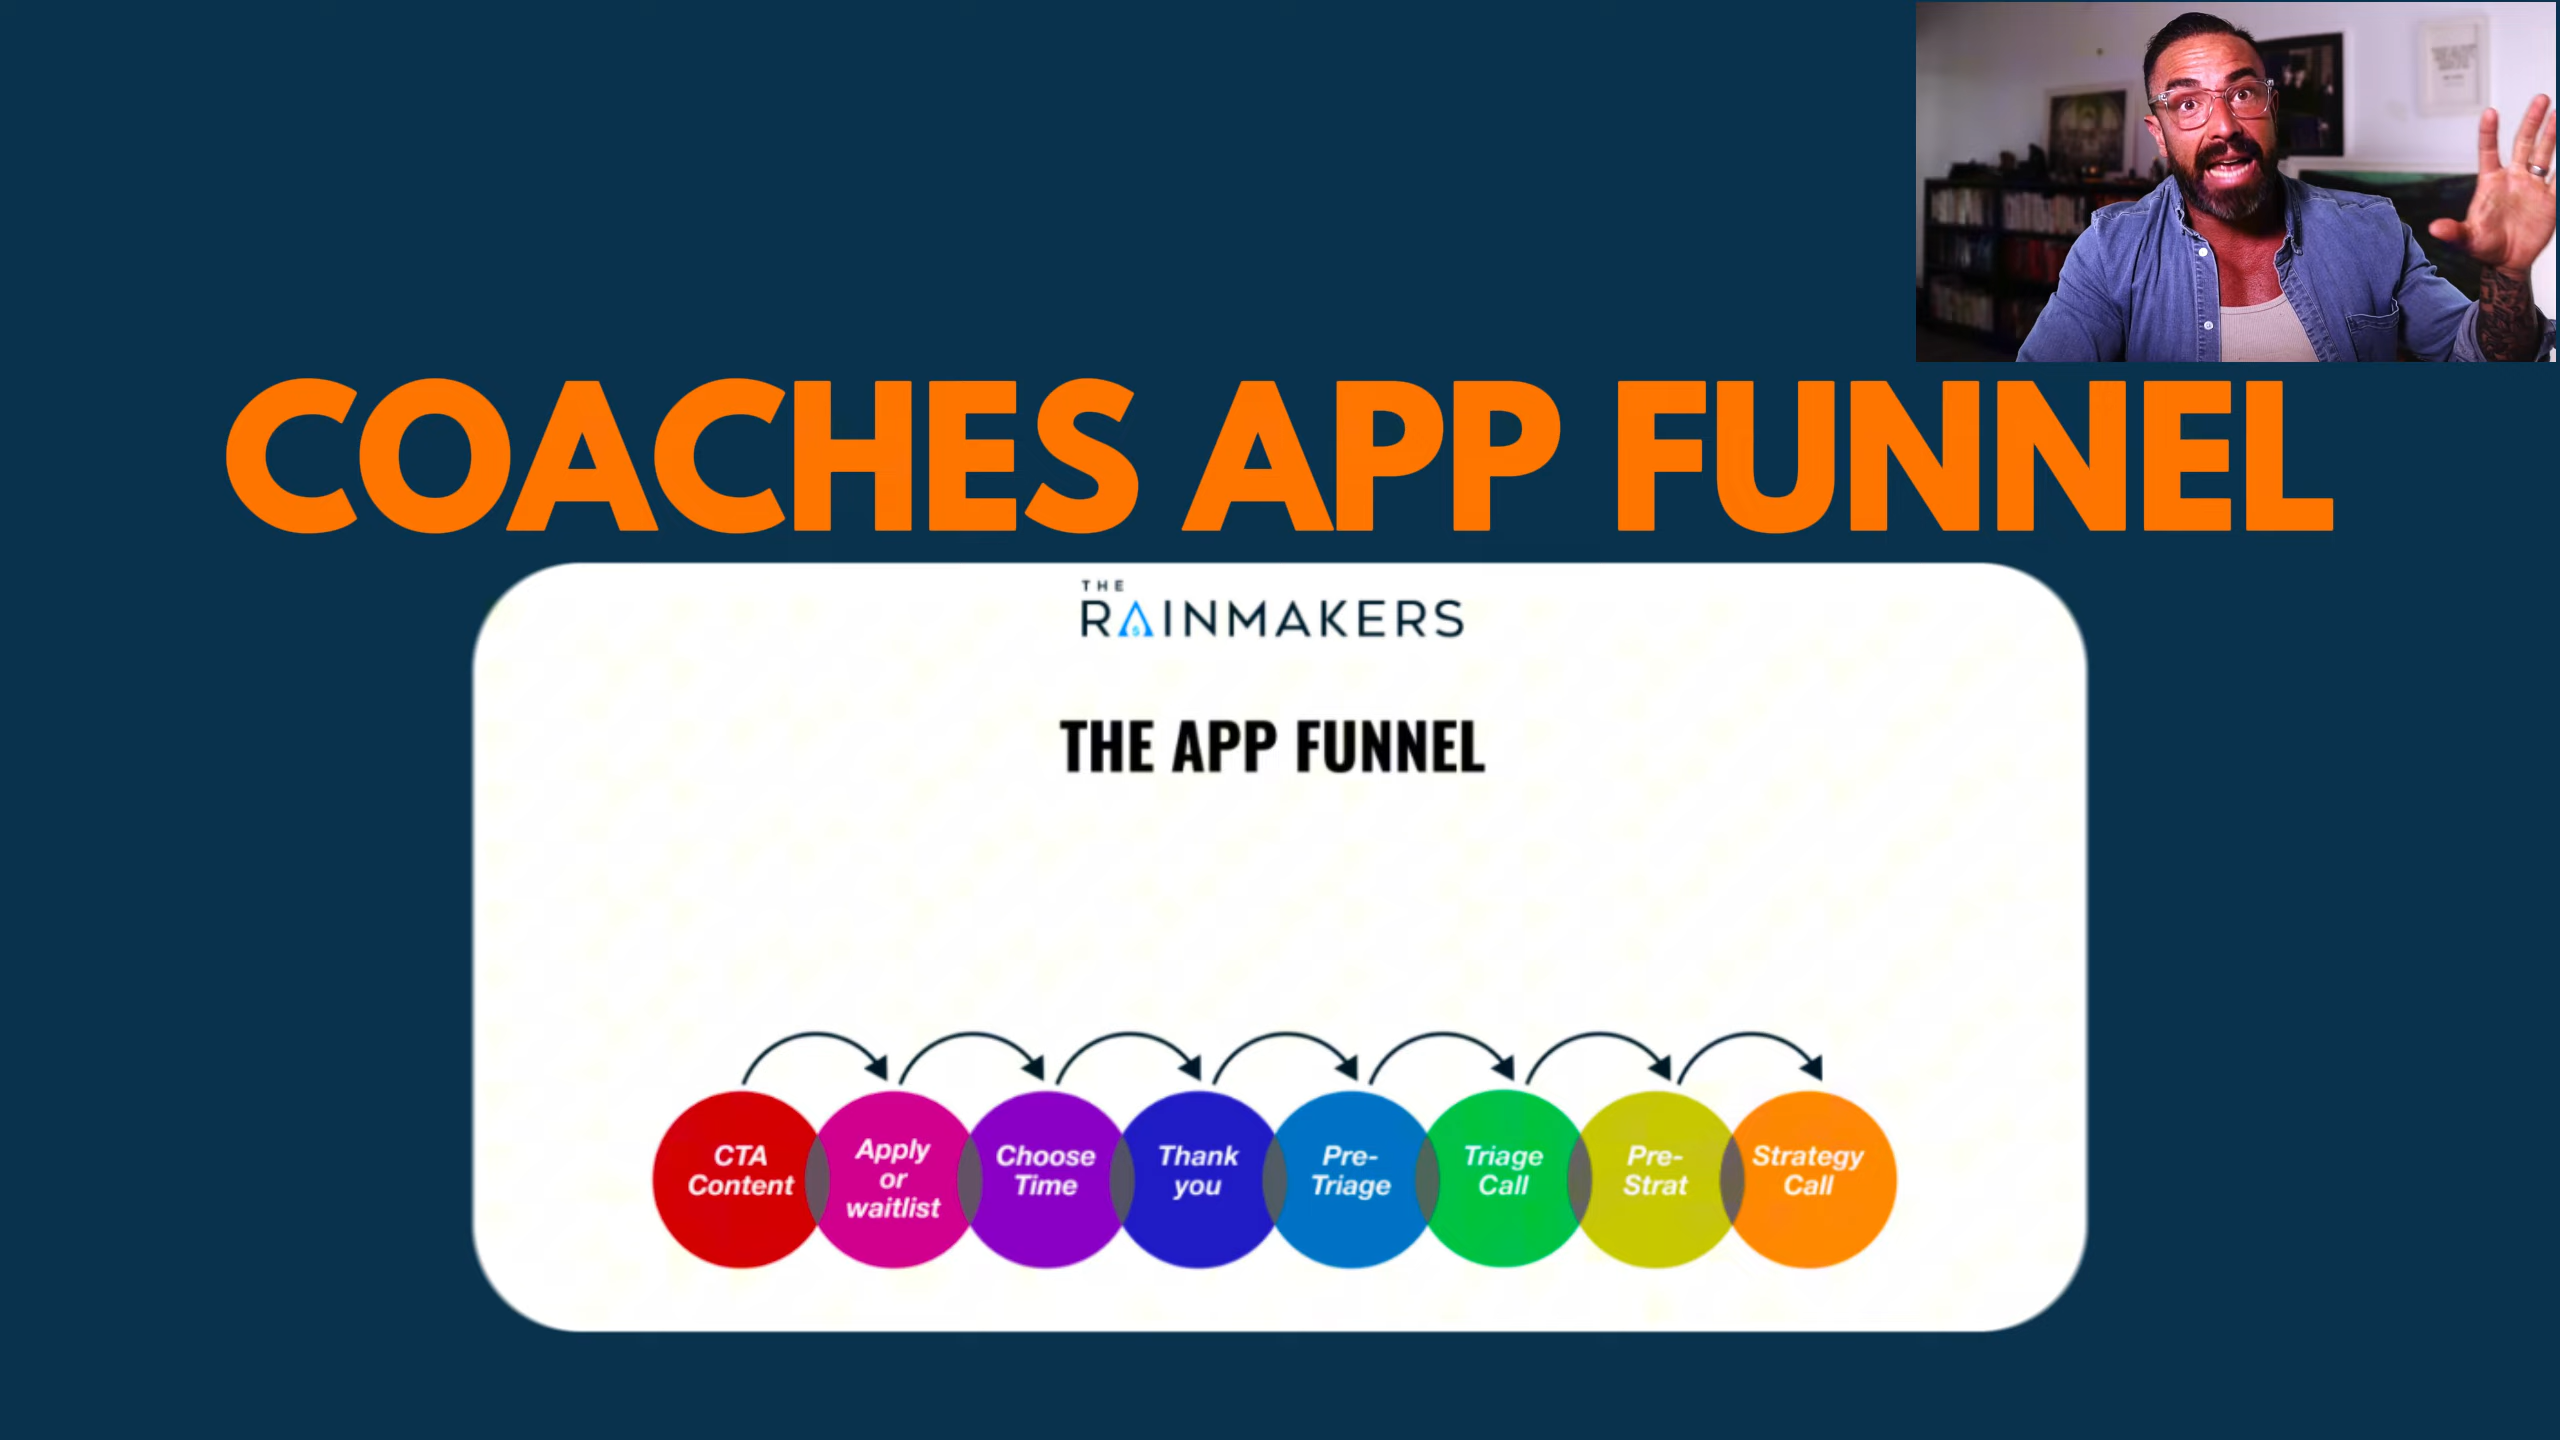 COACHES APP FUNNEL
THE
RAINMAKERS
THE APP FUNNEL
CTA
Content
Apply
or
waitlist
Choose
Time
Thank
you
Pre-
Triage
Triage
Call
Pre-
Strat
Strategy
Call